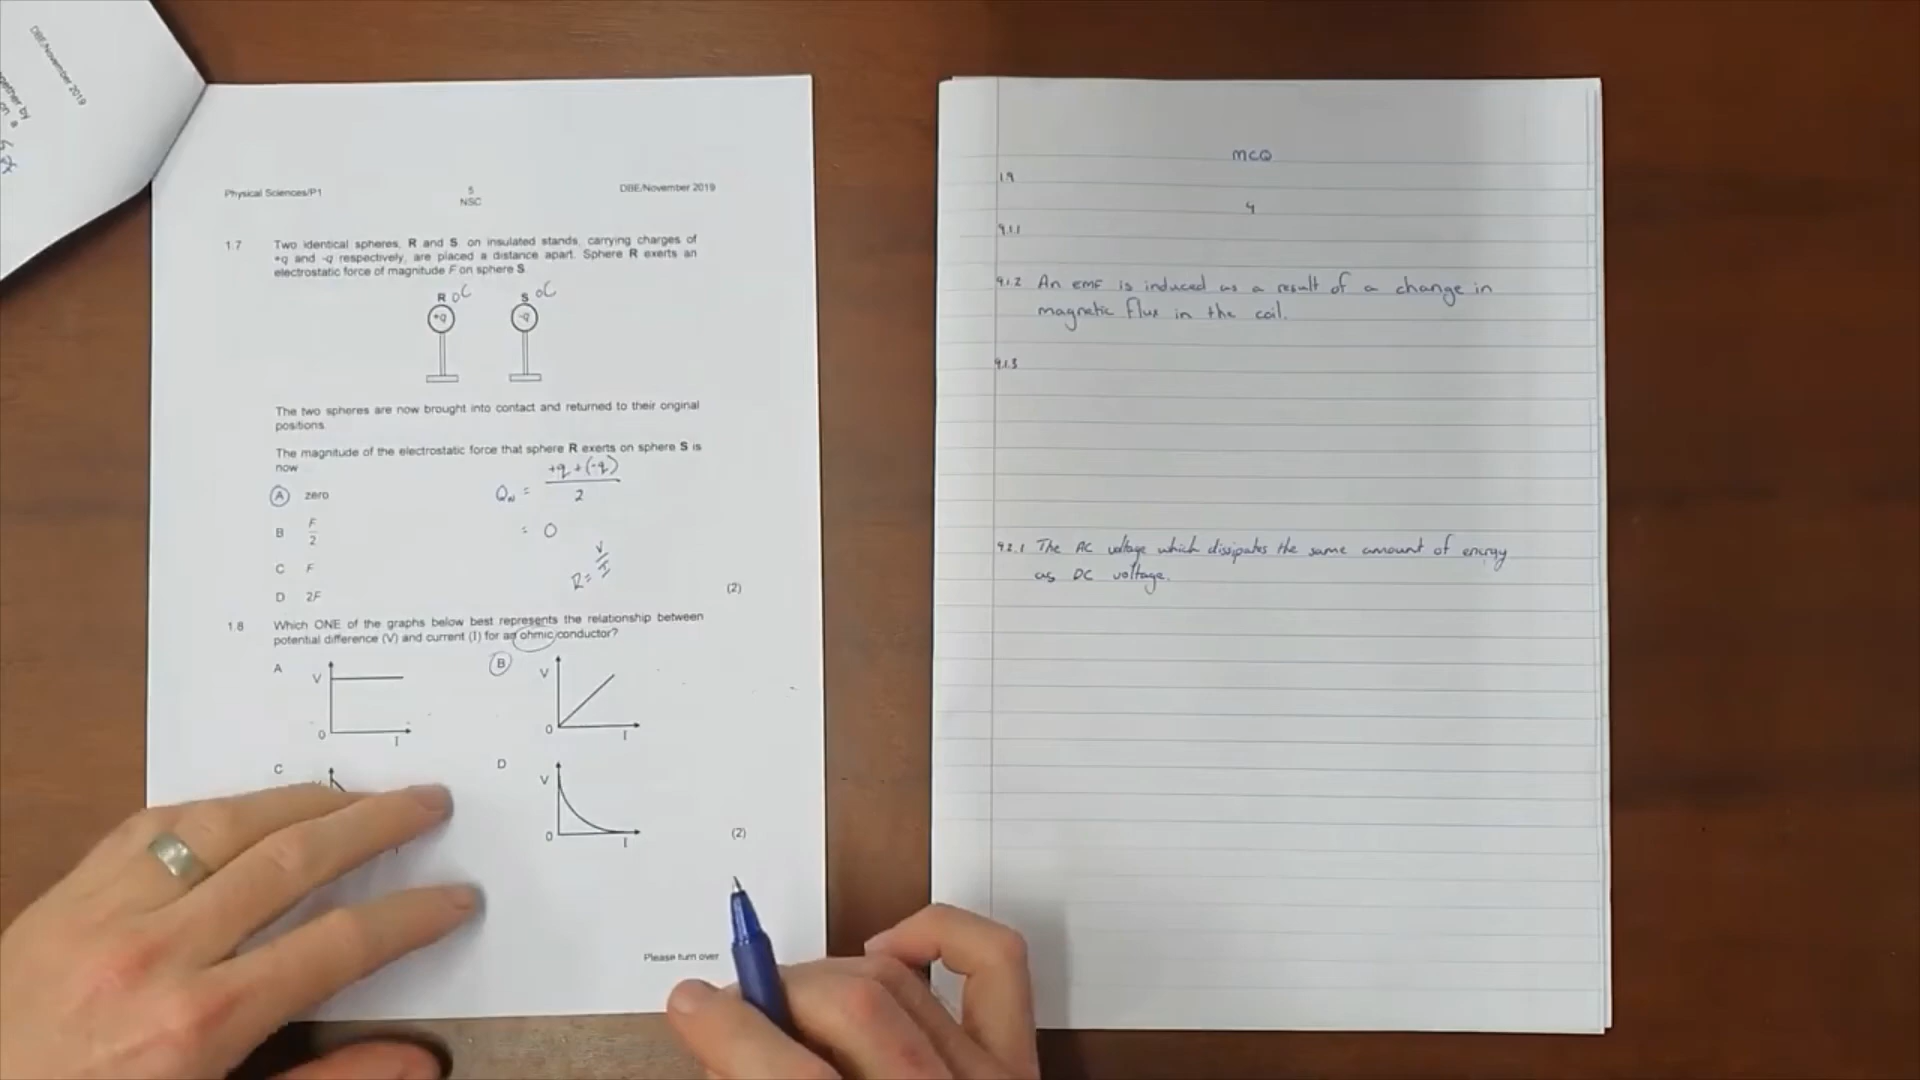 DBE/November 2019
Physical Sciences/P1
5
NSC
DBE/November 2019
1.7 Two identical spheres, R and S on insulated stands, carrying charges of
+q and -q respectively, are placed a distance apart. Sphere R exerts an
electrostatic force of magnitude F on sphere S.
R 0C S 0C
+q -q
The two spheres are now brought into contact and returned to their original
positions.
The magnitude of the electrostatic force that sphere R exerts on sphere S is
now
A zero
B F/2
C F
D 2F
QN = +q + (-q) / 2
= 0
R = V/I
(2)
1.8 Which ONE of the graphs below best represents the relationship between
potential difference (V) and current (I) for an ohmic conductor?
A V 0 I
B V 0 I
C
D V 0 I
(2)
Please turn over
MCQ
1.9
4
9.1.1
9.1.2 An emf is induced as a result of a change in
magnetic flux in the coil.
9.1.3
9.2.1 The AC voltage which dissipates the same amount of energy
as DC voltage.